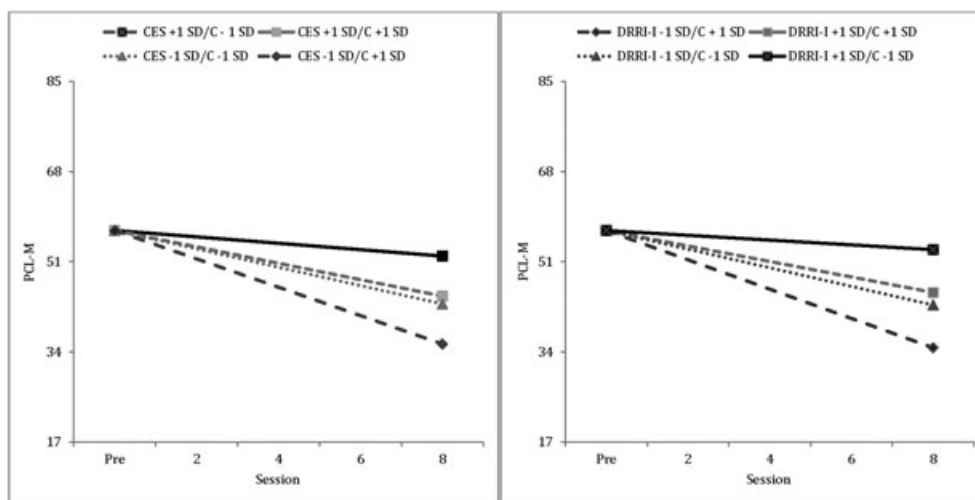 CES +1 SD/C - 1 SD CES +1 SD/C +1 SD
CES -1 SD/C -1 SD CES -1 SD/C +1 SD
85
68
51
34
17
PCL-M
Pre 2 4 6 8
Session
DRRI-I -1 SD/C + 1 SD DRRI-I +1 SD/C +1 SD
DRRI-I -1 SD/C -1 SD DRRI-I +1 SD/C -1 SD
85
68
51
34
17
PCL-M
Pre 2 4 6 8
Session